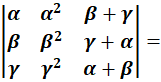 |α α² β + γ|
|β β² γ + α| =
|γ γ² α + β|